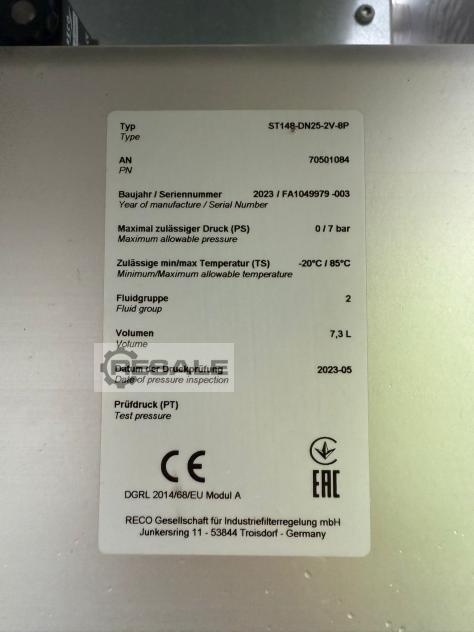 Typ ST148-DN25-2V-8P
Type
AN 70501084
PN
Baujahr / Seriennummer 2023 / FA1049979 -003
Year of manufacture / Serial Number
Maximal zulässiger Druck (PS) 0 / 7 bar
Maximum allowable pressure
Zulässige min/max Temperatur (TS) -20°C / 85°C
Minimum/Maximum allowable temperature
Fluidgruppe 2
Fluid group
Volumen 7,3 L
Volume
RESALE
Datum der Druckprüfung 2023-05
Date of pressure inspection
Prüfdruck (PT)
Test pressure
CE
EAC
DGRL 2014/68/EU Modul A
RECO Gesellschaft für Industriefilterregelung mbH
Junkersring 11 - 53844 Troisdorf - Germany